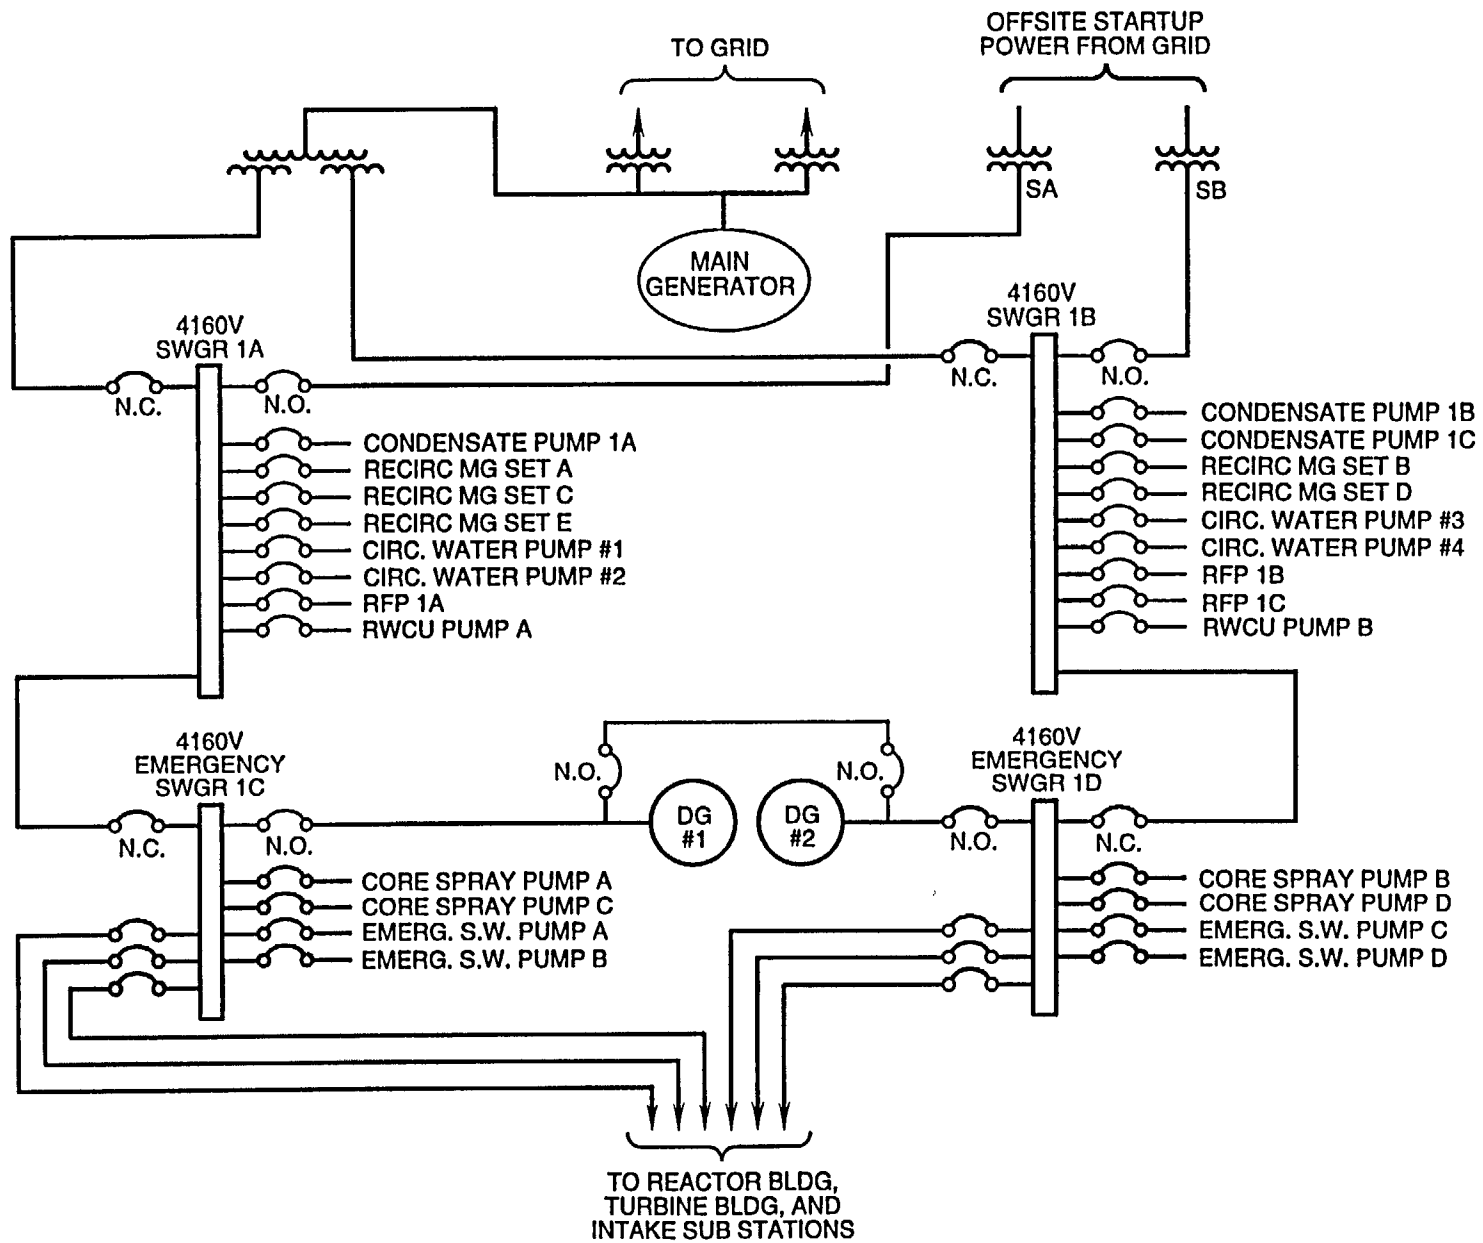 TO GRID
OFFSITE STARTUP
POWER FROM GRID
SA
SB
MAIN
GENERATOR
4160V
SWGR 1A
4160V
SWGR 1B
N.C.
N.O.
N.C.
N.O.
CONDENSATE PUMP 1A
RECIRC MG SET A
RECIRC MG SET C
RECIRC MG SET E
CIRC. WATER PUMP #1
CIRC. WATER PUMP #2
RFP 1A
RWCU PUMP A
CONDENSATE PUMP 1B
CONDENSATE PUMP 1C
RECIRC MG SET B
RECIRC MG SET D
CIRC. WATER PUMP #3
CIRC. WATER PUMP #4
RFP 1B
RFP 1C
RWCU PUMP B
4160V
EMERGENCY
SWGR 1C
N.O.
N.O.
4160V
EMERGENCY
SWGR 1D
DG
#1
DG
#2
N.C.
N.O.
N.O.
N.C.
CORE SPRAY PUMP A
CORE SPRAY PUMP C
EMERG. S.W. PUMP A
EMERG. S.W. PUMP B
CORE SPRAY PUMP B
CORE SPRAY PUMP D
EMERG. S.W. PUMP C
EMERG. S.W. PUMP D
TO REACTOR BLDG,
TURBINE BLDG, AND
INTAKE SUB STATIONS